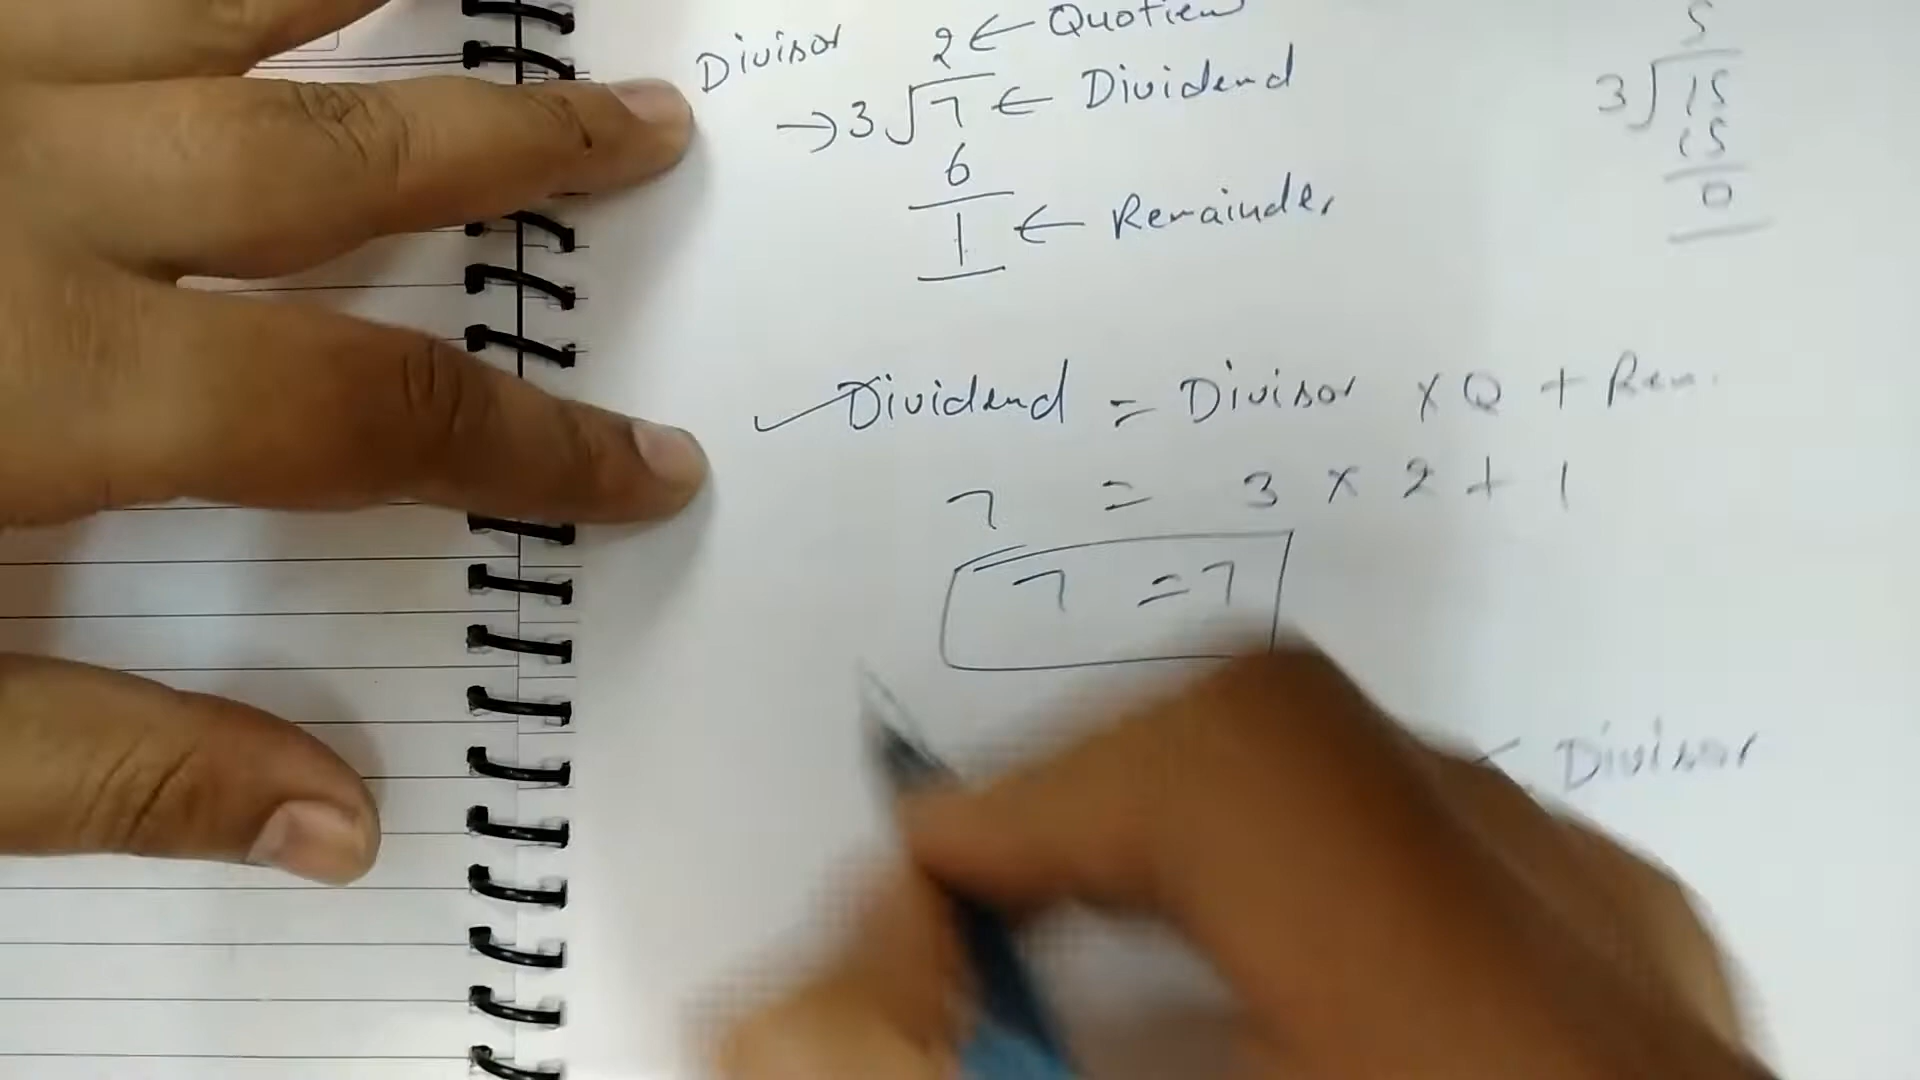 Divisor 2 ← Quotien
→ 3 √7 ← Dividend
6
1 ← Remainder
5
3 √15
15
0
✓ Dividend = Divisor × Q + Rem.
7 = 3 × 2 + 1
7 = 7
← Divisor